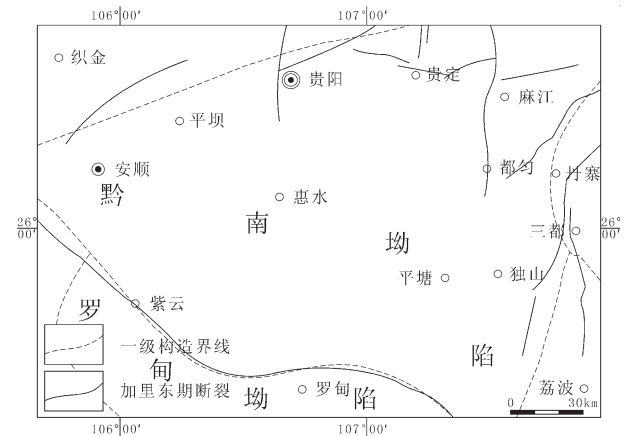 106°00′ 107°00′
织金
贵阳
贵定
麻江
平坝
安顺
都匀
丹寨
黔南坳陷
惠水
26°00′ 26°00′
三都
平塘
独山
紫云
罗甸坳陷
一级构造界线
加里东期断裂
罗甸
荔波
0 30km
106°00′ 107°00′